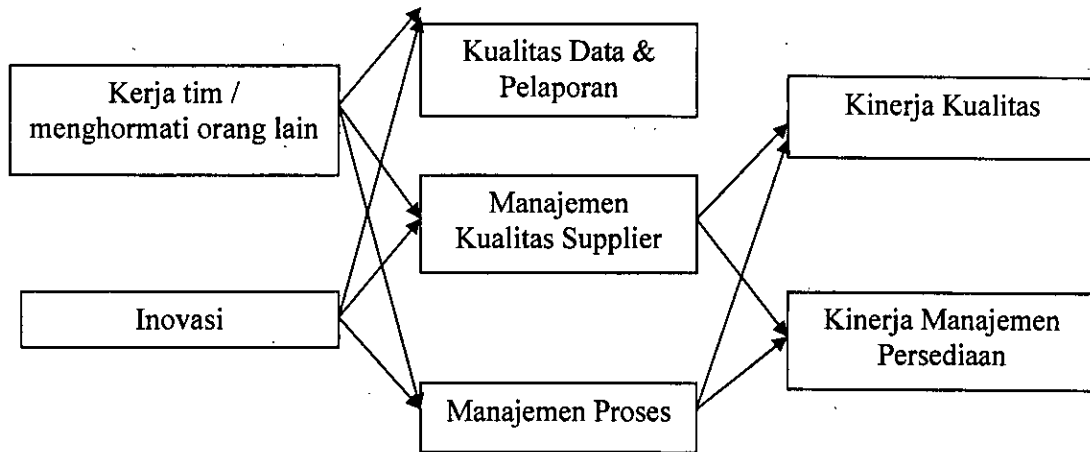 Kerja tim /
menghormati orang lain
Inovasi
Kualitas Data &
Pelaporan
Manajemen
Kualitas Supplier
Manajemen Proses
Kinerja Kualitas
Kinerja Manajemen
Persediaan